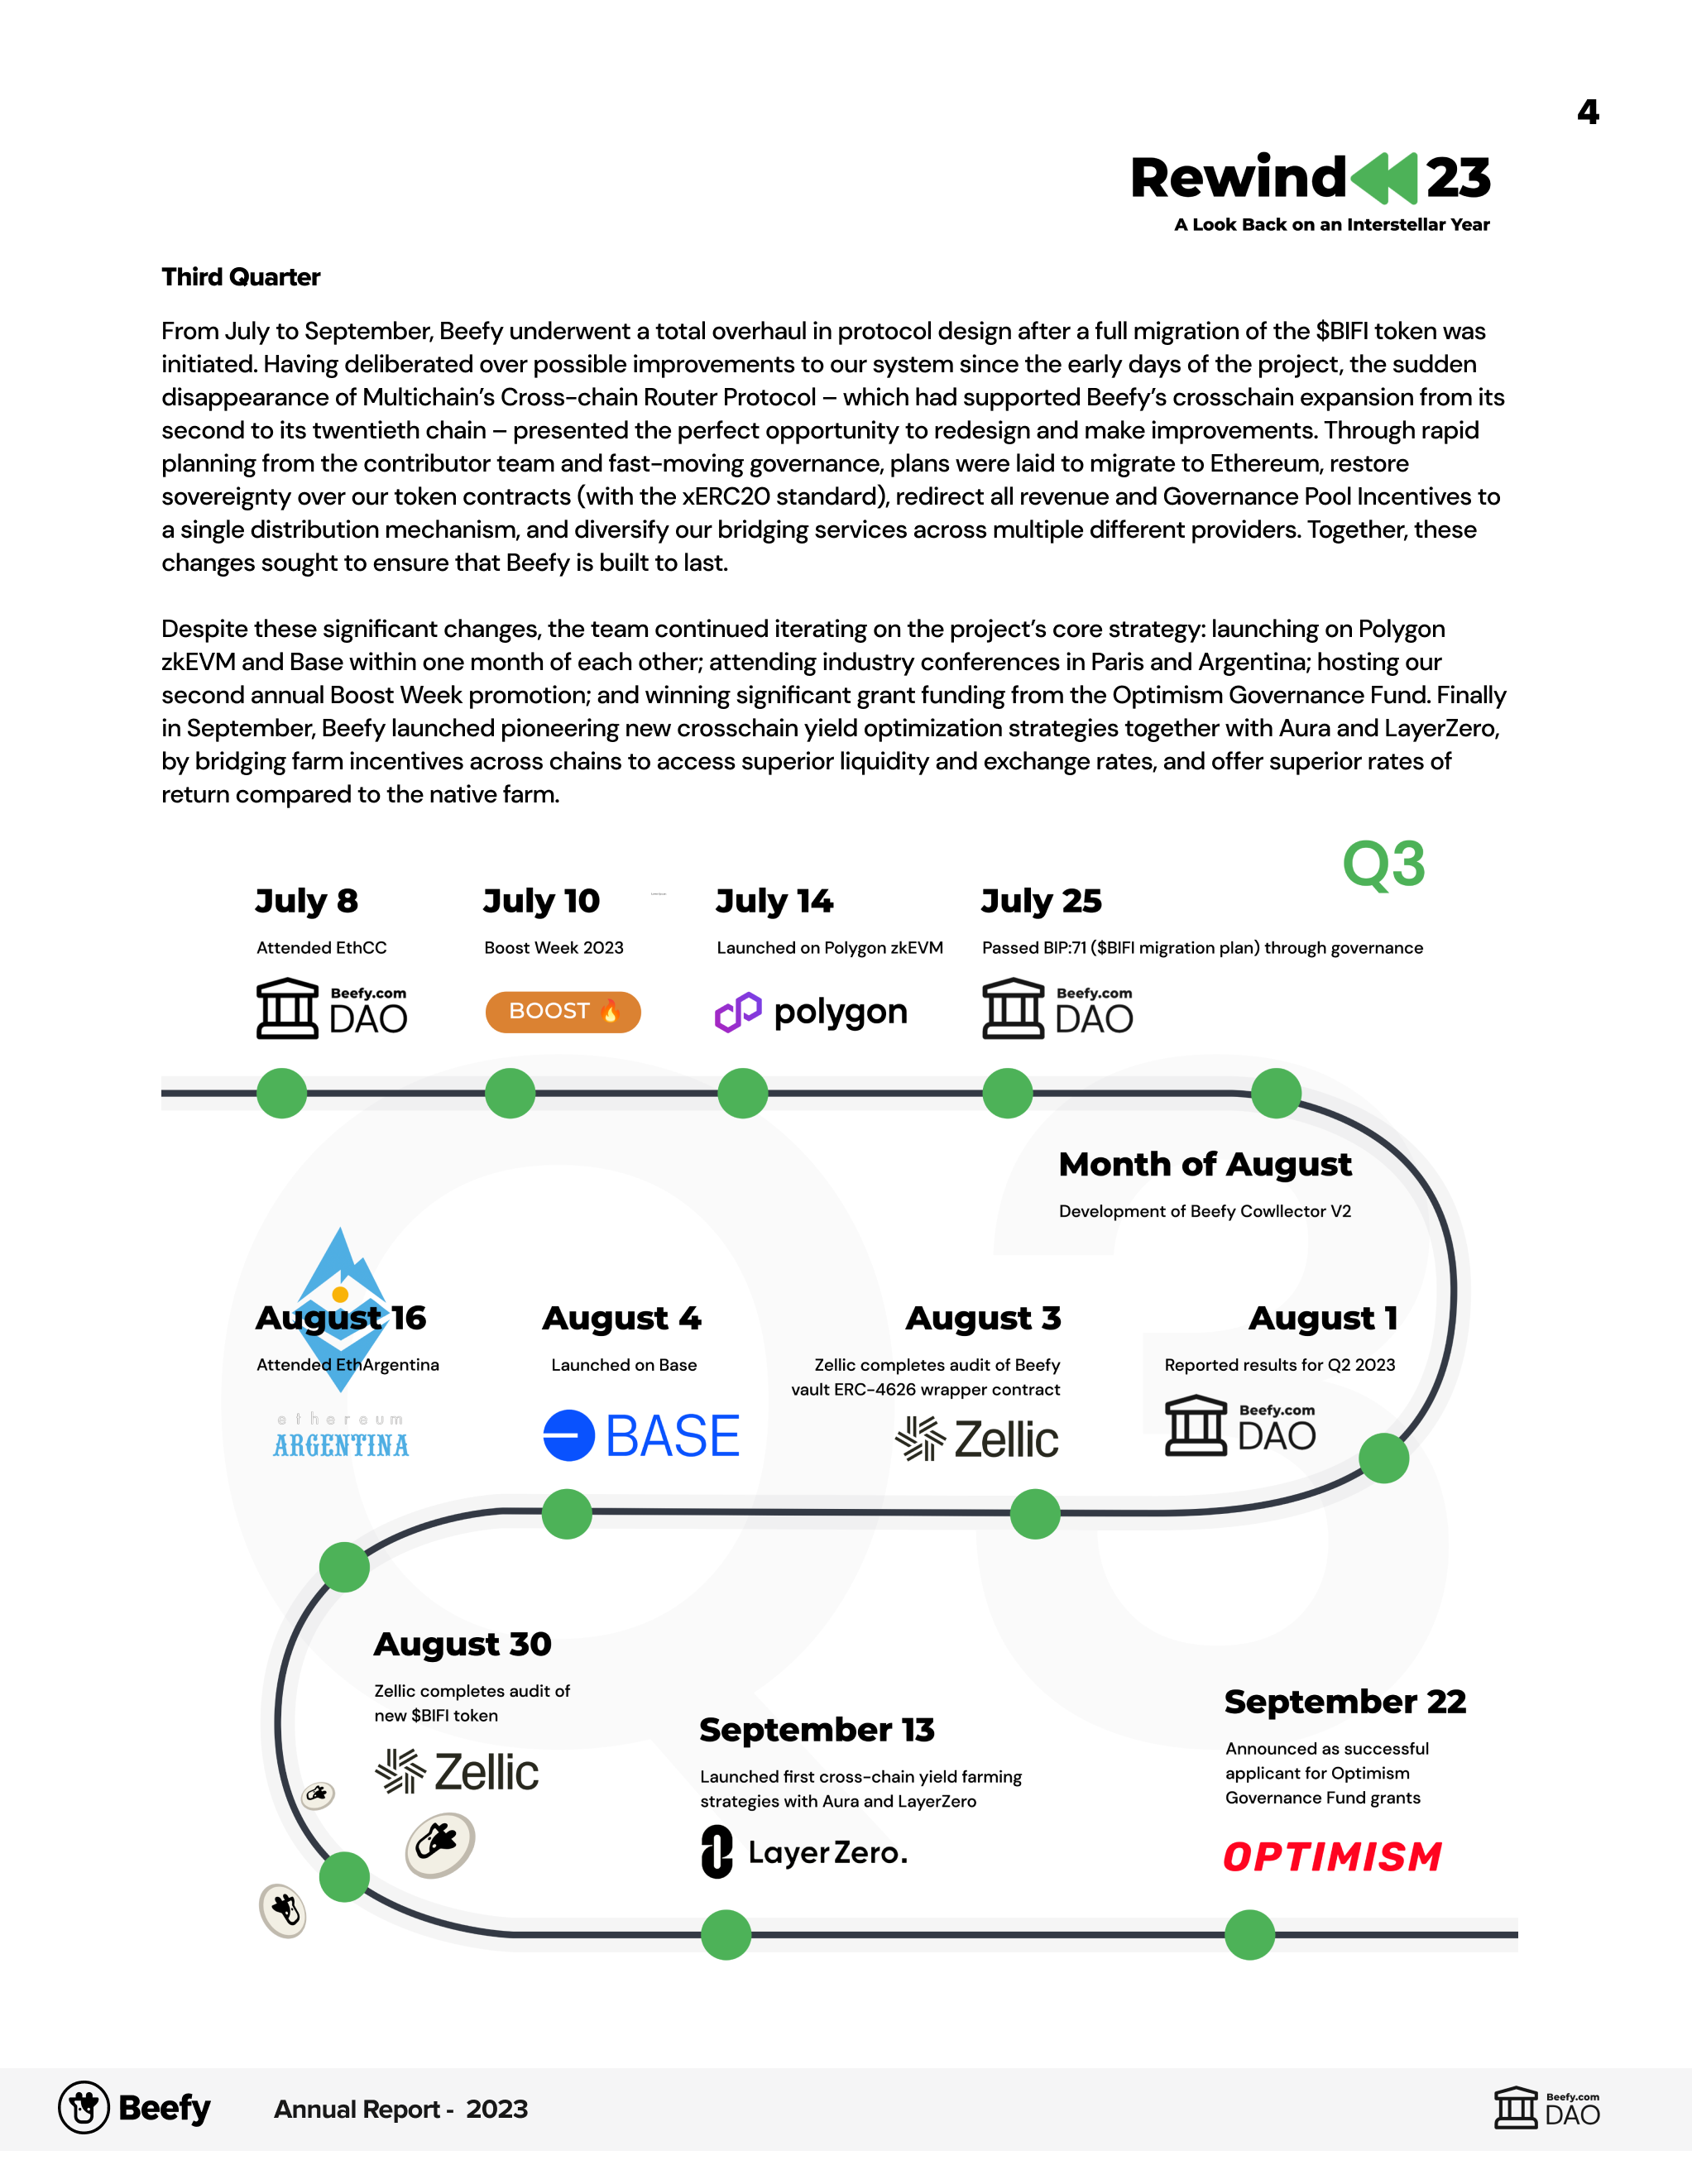 4
Rewind 23
A Look Back on an Interstellar Year
Third Quarter
From July to September, Beefy underwent a total overhaul in protocol design after a full migration of the $BIFI token was
initiated. Having deliberated over possible improvements to our system since the early days of the project, the sudden
disappearance of Multichain's Cross-chain Router Protocol – which had supported Beefy's crosschain expansion from its
second to its twentieth chain – presented the perfect opportunity to redesign and make improvements. Through rapid
planning from the contributor team and fast-moving governance, plans were laid to migrate to Ethereum, restore
sovereignty over our token contracts (with the xERC20 standard), redirect all revenue and Governance Pool Incentives to
a single distribution mechanism, and diversify our bridging services across multiple different providers. Together, these
changes sought to ensure that Beefy is built to last.
Despite these significant changes, the team continued iterating on the project's core strategy: launching on Polygon
zkEVM and Base within one month of each other; attending industry conferences in Paris and Argentina; hosting our
second annual Boost Week promotion; and winning significant grant funding from the Optimism Governance Fund. Finally
in September, Beefy launched pioneering new crosschain yield optimization strategies together with Aura and LayerZero,
by bridging farm incentives across chains to access superior liquidity and exchange rates, and offer superior rates of
return compared to the native farm.
Q3
July 8
Attended EthCC
Beefy.com
DAO
July 10
Boost Week 2023
BOOST 🔥
July 14
Launched on Polygon zkEVM
polygon
July 25
Passed BIP:71 ($BIFI migration plan) through governance
Beefy.com
DAO
Month of August
Development of Beefy Cowllector V2
August 1
Reported results for Q2 2023
Beefy.com
DAO
August 3
Zellic completes audit of Beefy
vault ERC-4626 wrapper contract
Zellic
August 4
Launched on Base
BASE
August 16
Attended EthArgentina
ethereum
ARGENTINA
August 30
Zellic completes audit of
new $BIFI token
Zellic
September 13
Launched first cross-chain yield farming
strategies with Aura and LayerZero
LayerZero.
September 22
Announced as successful
applicant for Optimism
Governance Fund grants
OPTIMISM
Beefy
Annual Report - 2023
Beefy.com
DAO